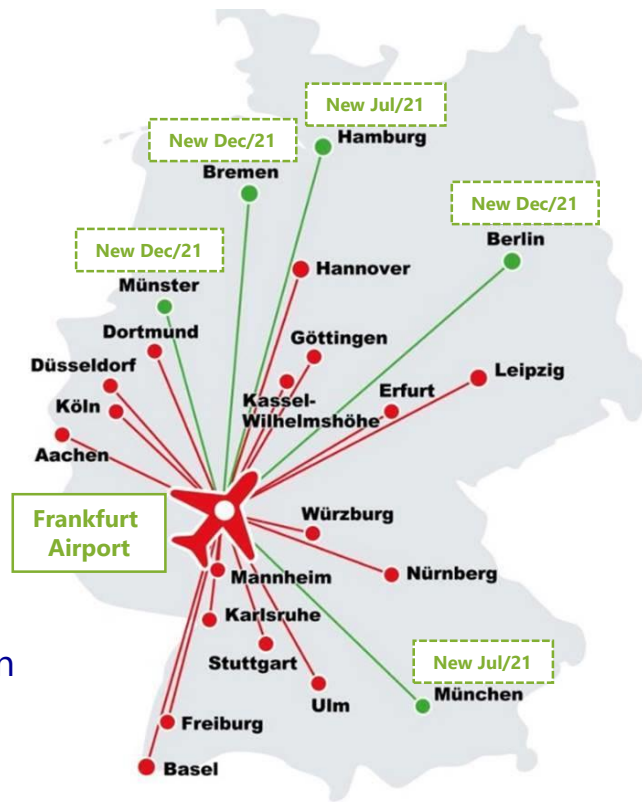 New Jul/21
Hamburg
New Dec/21
Bremen
New Dec/21
Berlin
Hannover
New Dec/21
Münster
Dortmund
Göttingen
Düsseldorf
Leipzig
Köln
Kassel-
Wilhelmshöhe
Erfurt
Aachen
Frankfurt
Airport
Würzburg
Mannheim
Nürnberg
Karlsruhe
Stuttgart
New Jul/21
München
Ulm
Freiburg
Basel
n